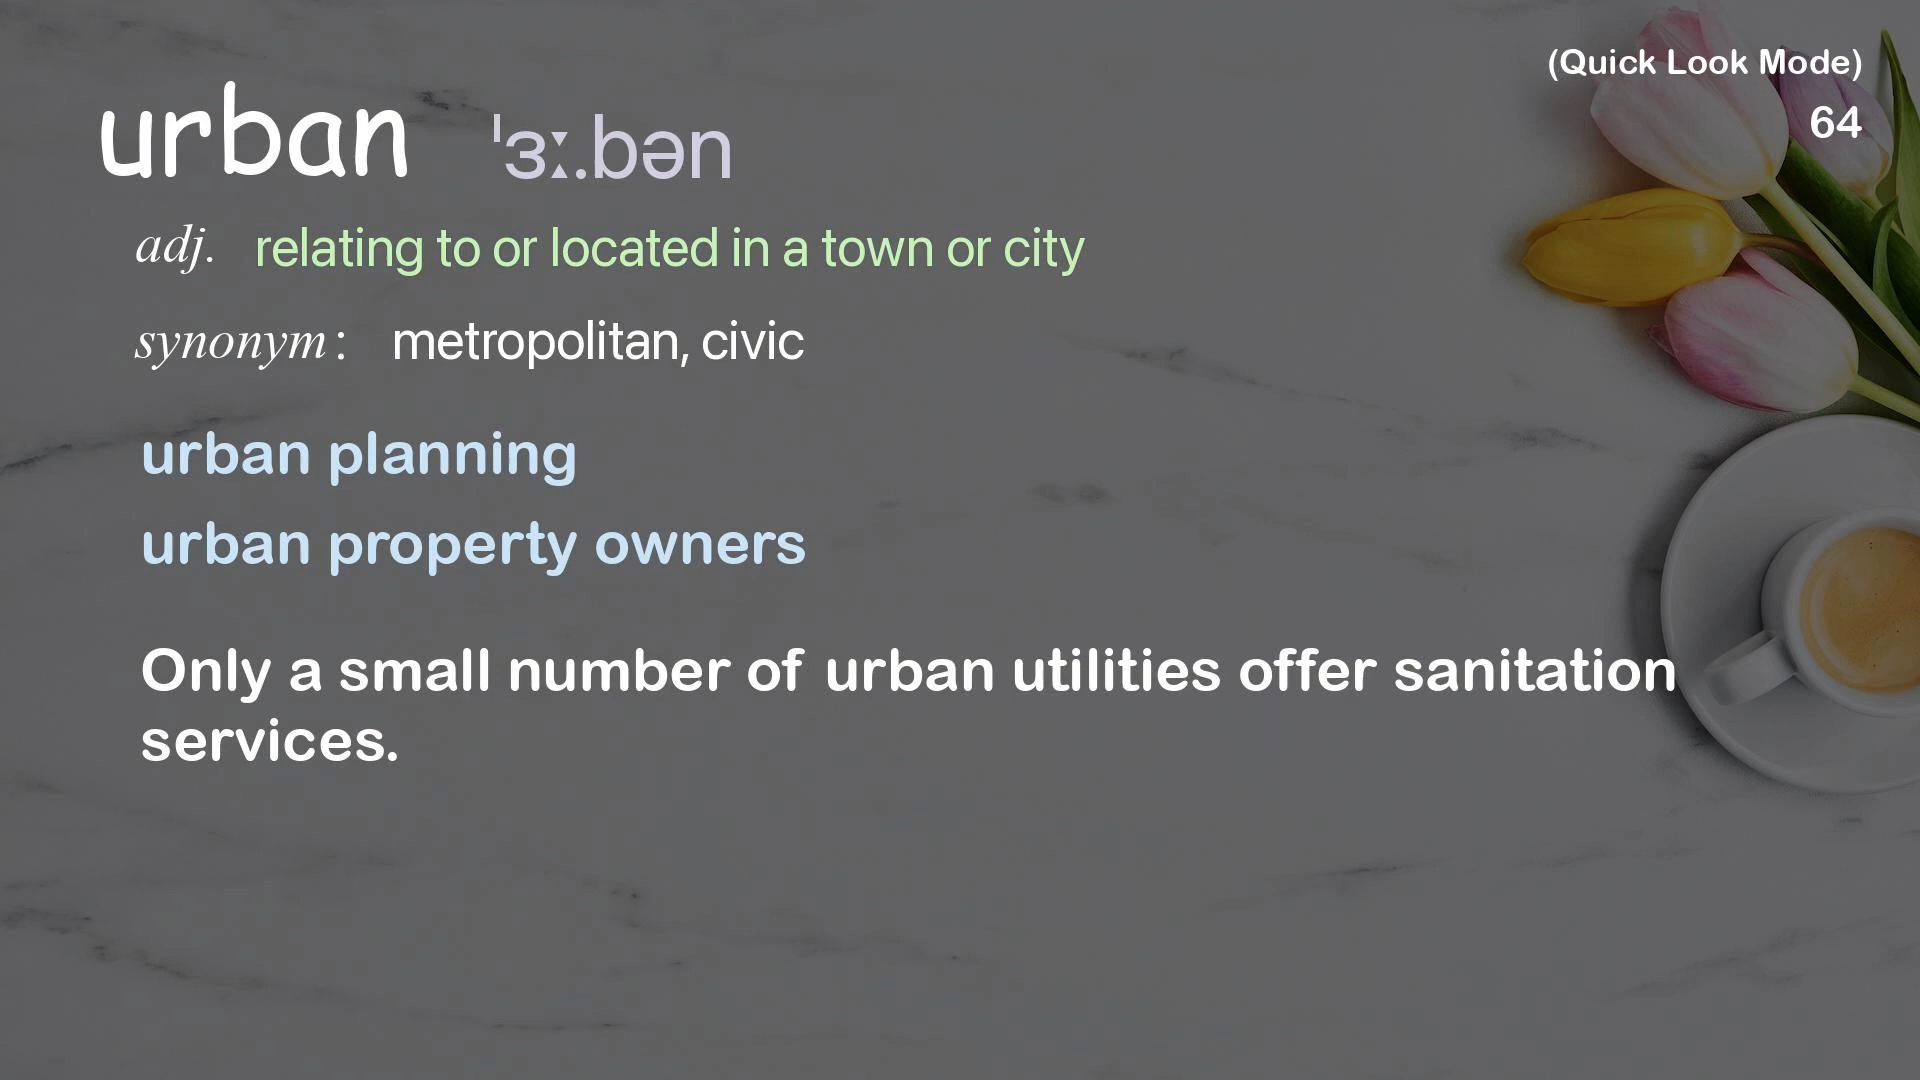 (Quick Look Mode)
64
urban ˈɜː.bən
adj. relating to or located in a town or city
synonym: metropolitan, civic
urban planning
urban property owners
Only a small number of urban utilities offer sanitation
services.